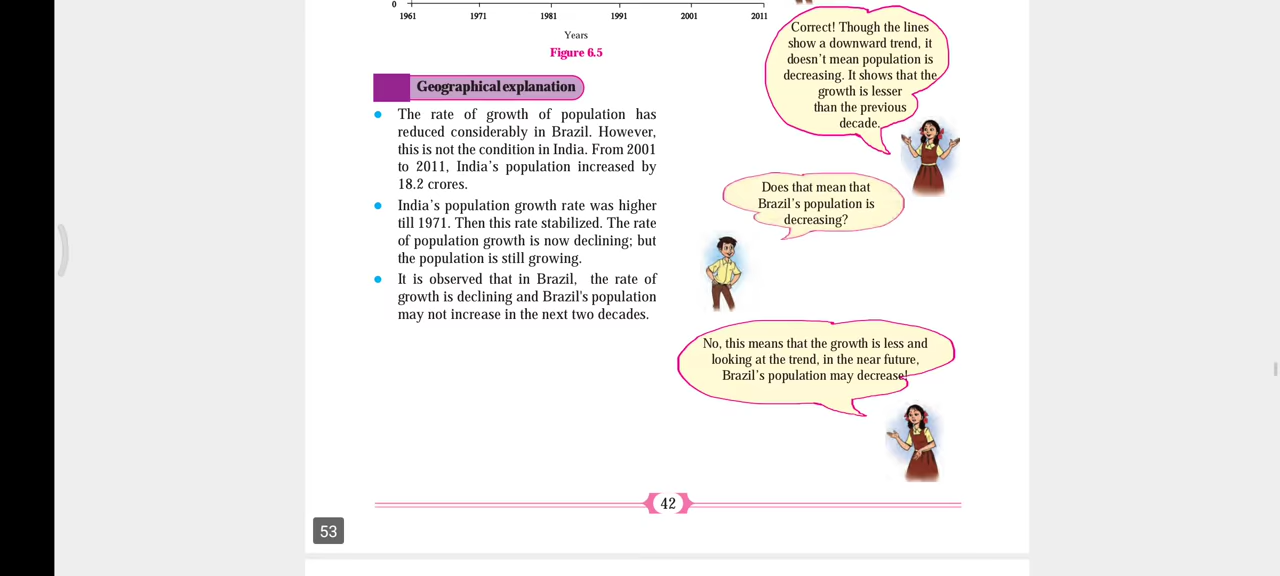 0
1961 1971 1981 1991 2001 2011
Years
Figure 6.5
Geographical explanation
The rate of growth of population has
reduced considerably in Brazil. However,
this is not the condition in India. From 2001
to 2011, India's population increased by
18.2 crores.
India's population growth rate was higher
till 1971. Then this rate stabilized. The rate
of population growth is now declining; but
the population is still growing.
It is observed that in Brazil, the rate of
growth is declining and Brazil's population
may not increase in the next two decades.
Correct! Though the lines
show a downward trend, it
doesn't mean population is
decreasing. It shows that the
growth is lesser
than the previous
decade.
Does that mean that
Brazil's population is
decreasing?
No, this means that the growth is less and
looking at the trend, in the near future,
Brazil's population may decrease!
42
53